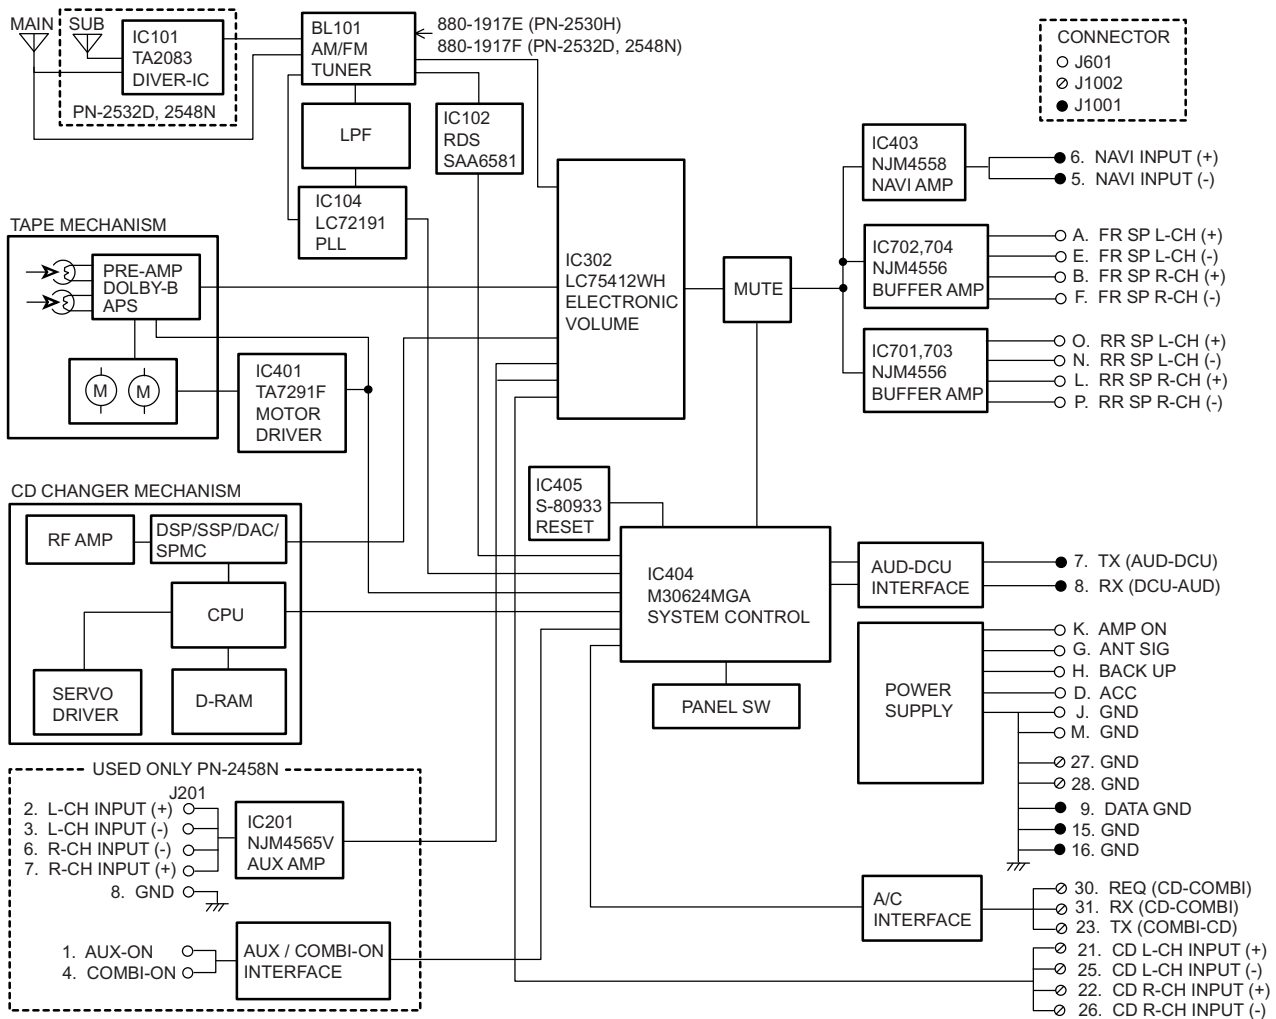 MAIN
SUB
IC101
TA2083
DIVER-IC
PN-2532D, 2548N
BL101
AM/FM
TUNER
880-1917E (PN-2530H)
880-1917F (PN-2532D, 2548N)
CONNECTOR
J601
J1002
J1001
LPF
IC102
RDS
SAA6581
IC104
LC72191
PLL
IC403
NJM4558
NAVI AMP
6. NAVI INPUT (+)
5. NAVI INPUT (-)
TAPE MECHANISM
PRE-AMP
DOLBY-B
APS
M
M
IC401
TA7291F
MOTOR
DRIVER
IC302
LC75412WH
ELECTRONIC
VOLUME
MUTE
IC702,704
NJM4556
BUFFER AMP
A. FR SP L-CH (+)
E. FR SP L-CH (-)
B. FR SP R-CH (+)
F. FR SP R-CH (-)
IC701,703
NJM4556
BUFFER AMP
O. RR SP L-CH (+)
N. RR SP L-CH (-)
L. RR SP R-CH (+)
P. RR SP R-CH (-)
CD CHANGER MECHANISM
RF AMP
DSP/SSP/DAC/
SPMC
CPU
SERVO
DRIVER
D-RAM
IC405
S-80933
RESET
IC404
M30624MGA
SYSTEM CONTROL
PANEL SW
AUD-DCU
INTERFACE
7. TX (AUD-DCU)
8. RX (DCU-AUD)
POWER
SUPPLY
K. AMP ON
G. ANT SIG
H. BACK UP
D. ACC
J. GND
M. GND
27. GND
28. GND
9. DATA GND
15. GND
16. GND
USED ONLY PN-2458N
J201
2. L-CH INPUT (+)
3. L-CH INPUT (-)
6. R-CH INPUT (-)
7. R-CH INPUT (+)
8. GND
IC201
NJM4565V
AUX AMP
1. AUX-ON
4. COMBI-ON
AUX / COMBI-ON
INTERFACE
A/C
INTERFACE
30. REQ (CD-COMBI)
31. RX (CD-COMBI)
23. TX (COMBI-CD)
21. CD L-CH INPUT (+)
25. CD L-CH INPUT (-)
22. CD R-CH INPUT (+)
26. CD R-CH INPUT (-)